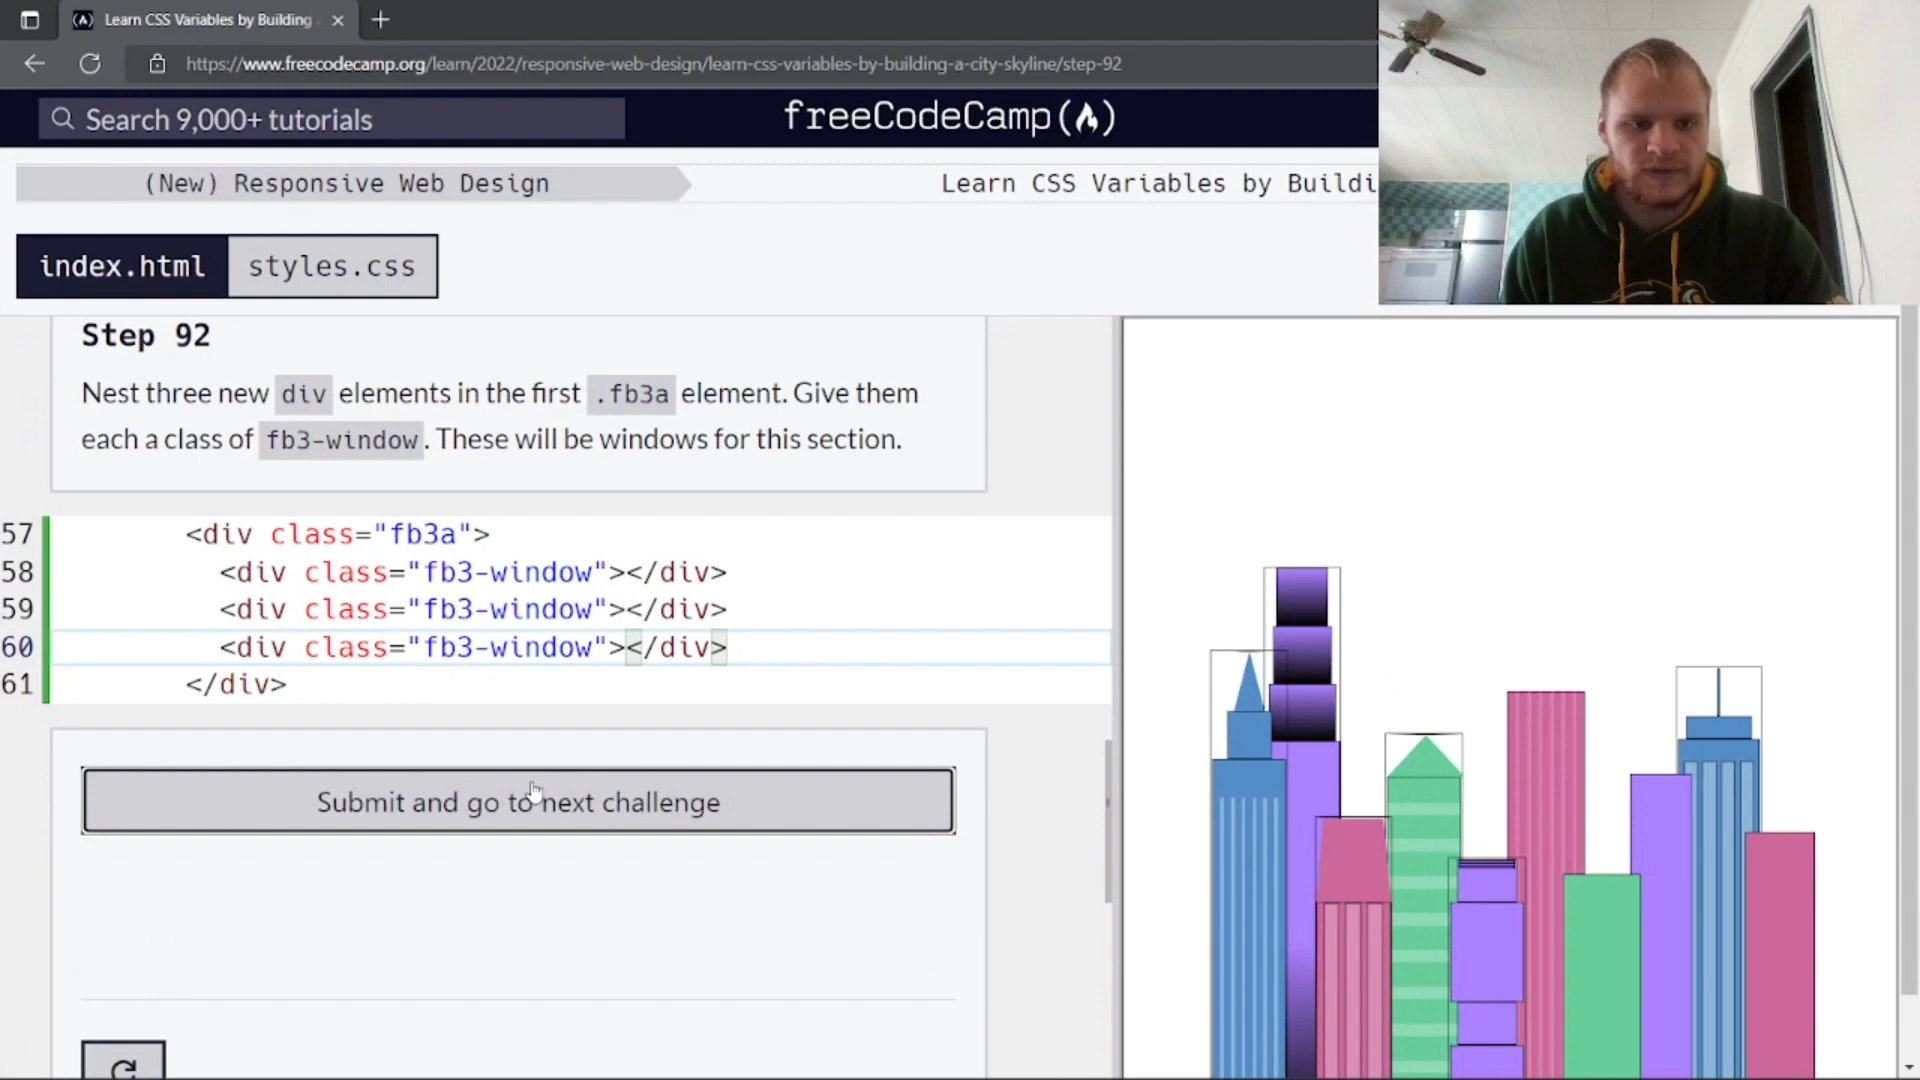 Learn CSS Variables by Building
https://www.freecodecamp.org/learn/2022/responsive-web-design/learn-css-variables-by-building-a-city-skyline/step-92
Search 9,000+ tutorials
freeCodeCamp(🔥)
(New) Responsive Web Design
Learn CSS Variables by Buildi
index.html
styles.css
Step 92
Nest three new div elements in the first .fb3a element. Give them
each a class of fb3-window. These will be windows for this section.
57 <div class="fb3a">
58 <div class="fb3-window"></div>
59 <div class="fb3-window"></div>
60 <div class="fb3-window"></div>
61 </div>
Submit and go to next challenge